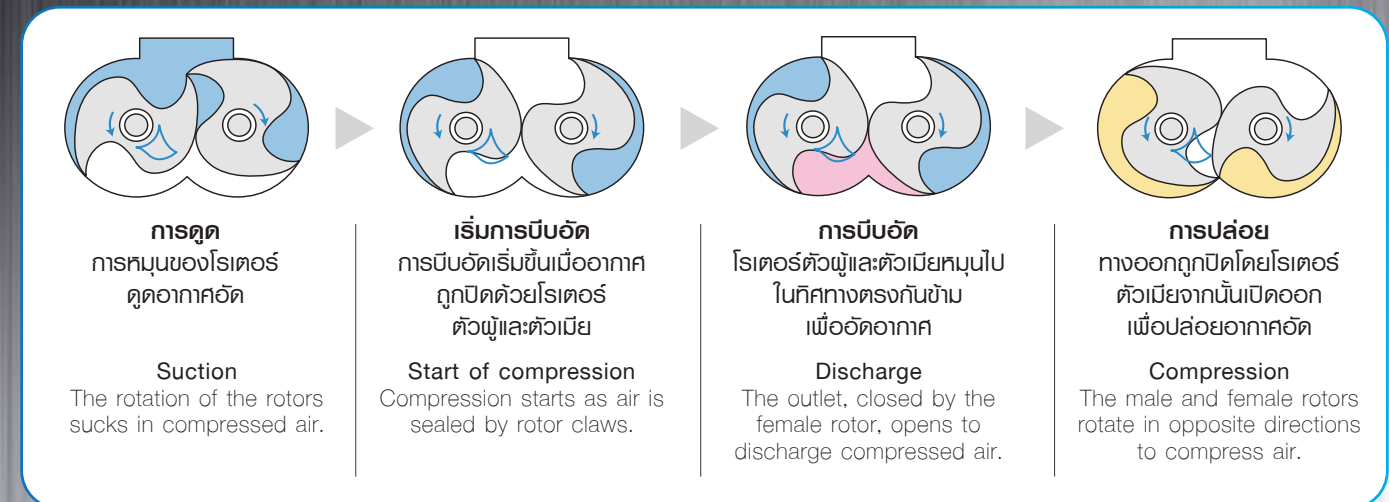 การดูด
การหมุนของโรเตอร์
ดูดอากาศอัด
Suction
The rotation of the rotors
sucks in compressed air.
เริ่มการบีบอัด
การบีบอัดเริ่มขึ้นเมื่ออากาศ
ถูกปิดด้วยโรเตอร์
ตัวผู้และตัวเมีย
Start of compression
Compression starts as air is
sealed by rotor claws.
การบีบอัด
โรเตอร์ตัวผู้และตัวเมียหมุนไป
ในทิศทางตรงกันข้าม
เพื่ออัดอากาศ
Discharge
The outlet, closed by the
female rotor, opens to
discharge compressed air.
การปล่อย
ทางออกถูกปิดโดยโรเตอร์
ตัวเมียจากนั้นเปิดออก
เพื่อปล่อยอากาศอัด
Compression
The male and female rotors
rotate in opposite directions
to compress air.